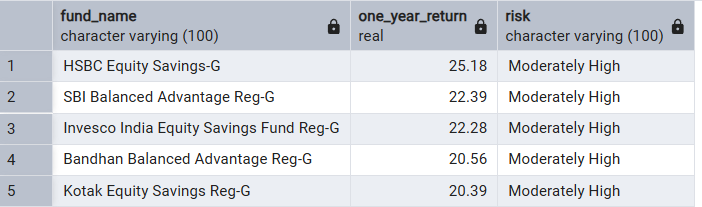 fund_name one_year_return risk
character varying (100) real character varying (100)
1 HSBC Equity Savings-G 25.18 Moderately High
2 SBI Balanced Advantage Reg-G 22.39 Moderately High
3 Invesco India Equity Savings Fund Reg-G 22.28 Moderately High
4 Bandhan Balanced Advantage Reg-G 20.56 Moderately High
5 Kotak Equity Savings Reg-G 20.39 Moderately High